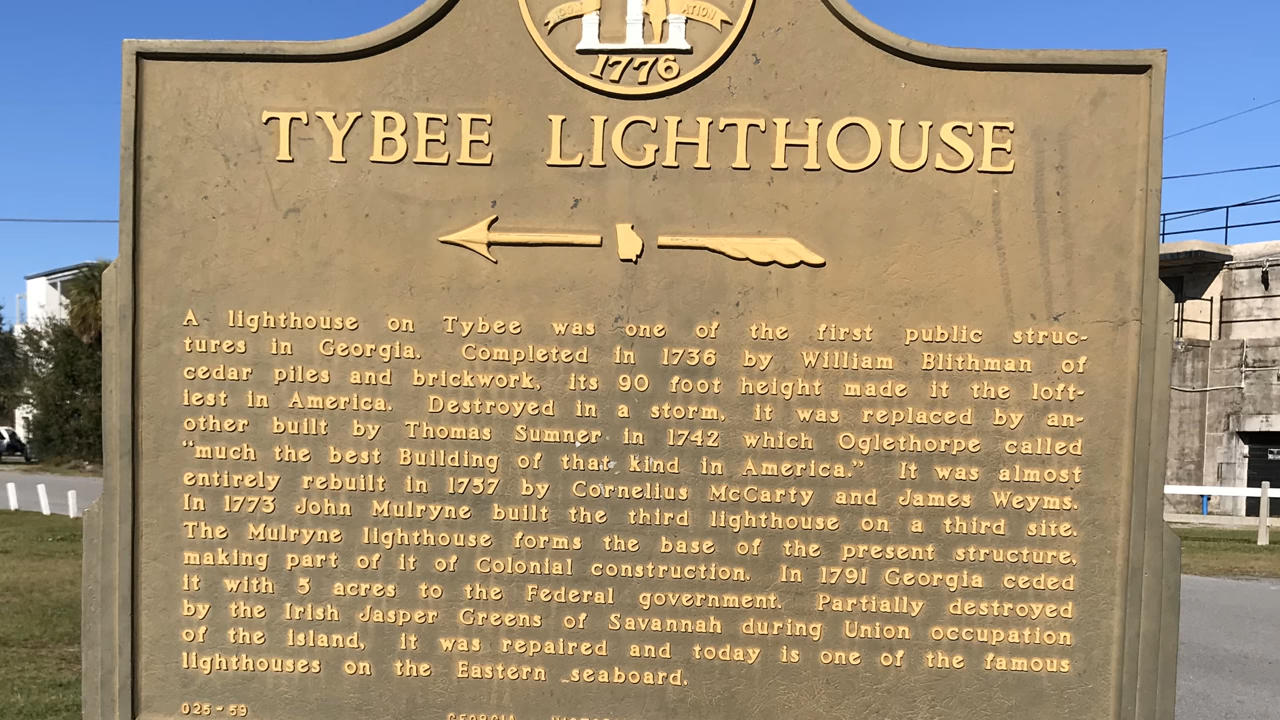 ATION
1776
TYBEE LIGHTHOUSE
A lighthouse on Tybee was one of the first public struc-
tures in Georgia. Completed in 1736 by William Blithman of
cedar piles and brickwork, its 90 foot height made it the loft-
iest in America. Destroyed in a storm, it was replaced by an-
other built by Thomas Sumner in 1742 which Oglethorpe called
“much the best Building of that kind in America.” It was almost
entirely rebuilt in 1757 by Cornelius McCarty and James Weyms.
In 1773 John Mulryne built the third lighthouse on a third site.
The Mulryne lighthouse forms the base of the present structure,
making part of it of Colonial construction. In 1791 Georgia ceded
it with 5 acres to the Federal government. Partially destroyed
by the Irish Jasper Greens of Savannah during Union occupation
of the island, it was repaired and today is one of the famous
lighthouses on the Eastern seaboard.
025-59 GEORGIA